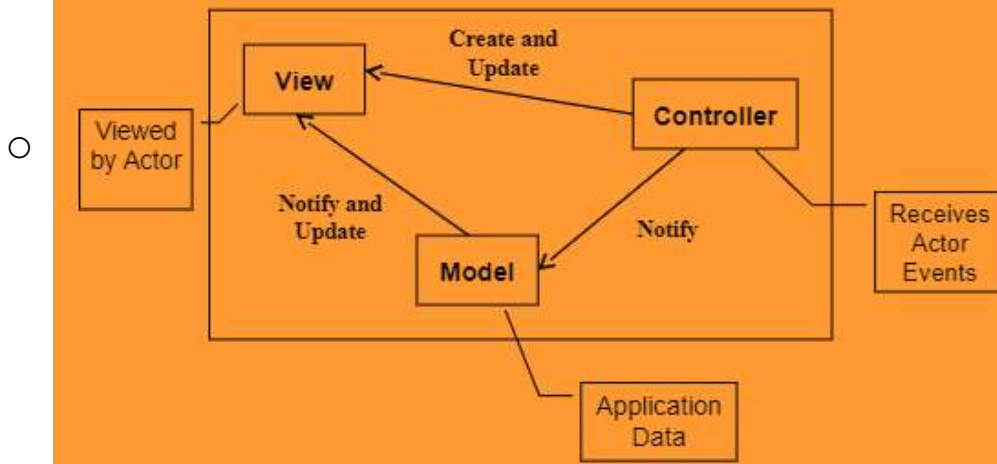 Create and
Update
View
Controller
Viewed
by Actor
Notify and
Update
Notify
Receives
Actor
Events
Model
Application
Data